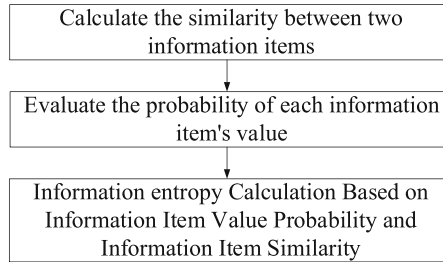 Calculate the similarity between two
information items
Evaluate the probability of each information
item's value
Information entropy Calculation Based on
Information Item Value Probability and
Information Item Similarity